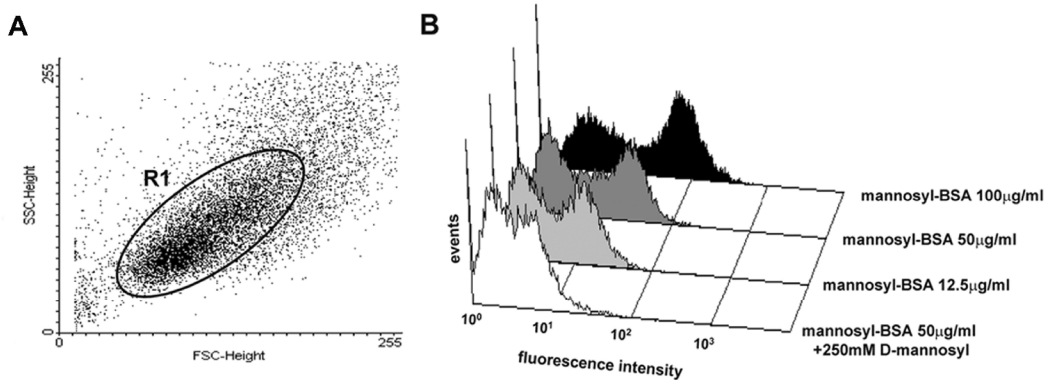 A
255
SSC-Height
R1
0
0
FSC-Height
255
B
events
10⁰
10¹
10²
10³
fluorescence intensity
mannosyl-BSA 100µg/ml
mannosyl-BSA 50µg/ml
mannosyl-BSA 12.5µg/ml
mannosyl-BSA 50µg/ml
+250mM D-mannosyl